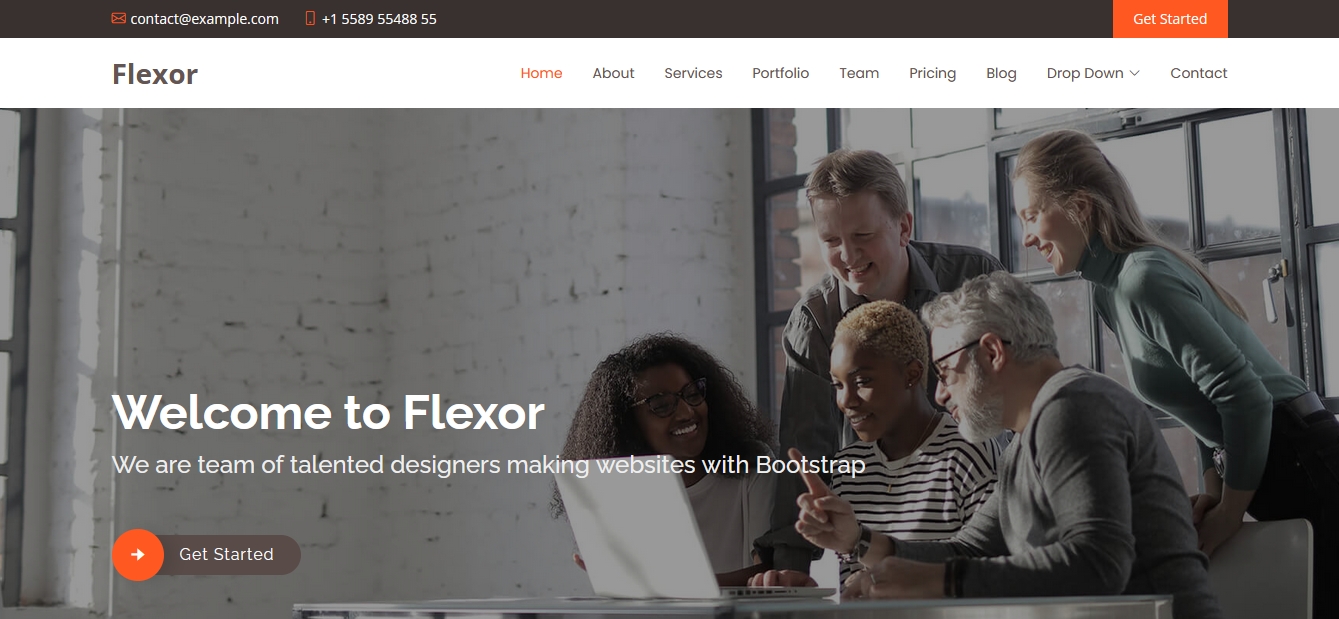 contact@example.com +1 5589 55488 55 Get Started
Flexor Home About Services Portfolio Team Pricing Blog Drop Down Contact
Welcome to Flexor
We are team of talented designers making websites with Bootstrap
Get Started